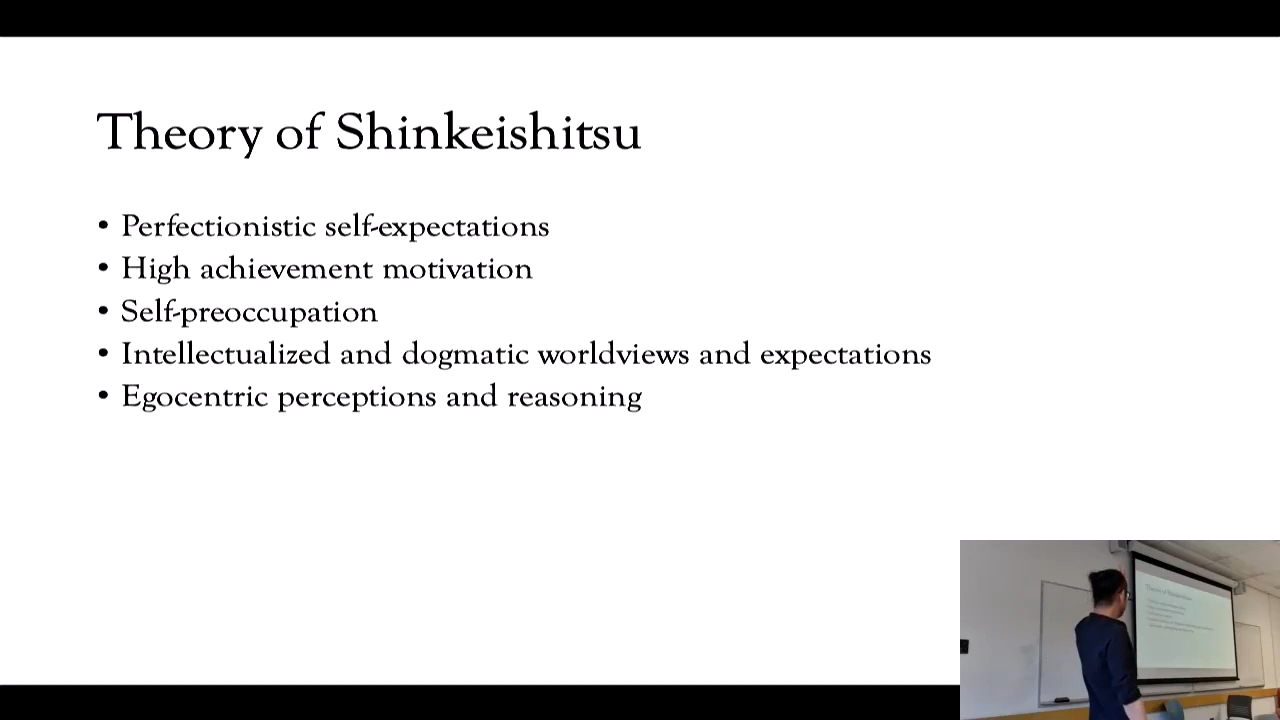 Theory of Shinkeishitsu
• Perfectionistic self-expectations
• High achievement motivation
• Self-preoccupation
• Intellectualized and dogmatic worldviews and expectations
• Egocentric perceptions and reasoning